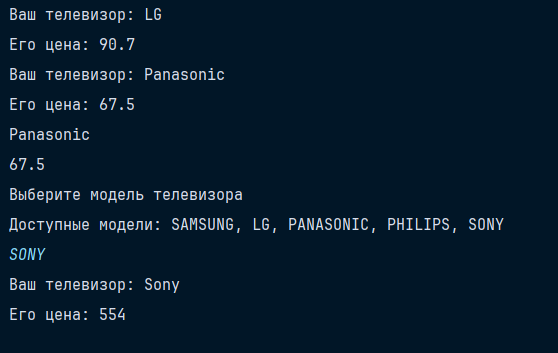 Ваш телевизор: LG
Его цена: 90.7
Ваш телевизор: Panasonic
Его цена: 67.5
Panasonic
67.5
Выберите модель телевизора
Доступные модели: SAMSUNG, LG, PANASONIC, PHILIPS, SONY
SONY
Ваш телевизор: Sony
Его цена: 554